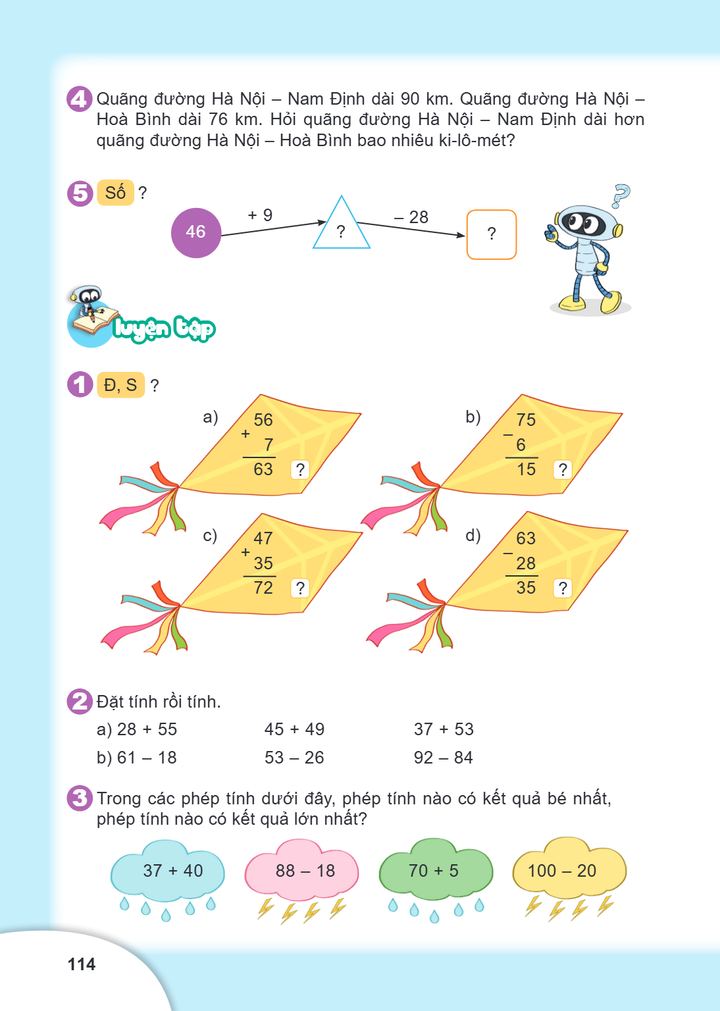 4 Quãng đường Hà Nội – Nam Định dài 90 km. Quãng đường Hà Nội –
Hoà Bình dài 76 km. Hỏi quãng đường Hà Nội – Nam Định dài hơn
quãng đường Hà Nội – Hoà Bình bao nhiêu ki-lô-mét?
5 Số ?
46 + 9 ? – 28 ?
?
luyện tập
1 Đ, S ?
a) 56
+
7
63 ?
b) 75
–
6
15 ?
c) 47
+
35
72 ?
d) 63
–
28
35 ?
2 Đặt tính rồi tính.
a) 28 + 55 45 + 49 37 + 53
b) 61 – 18 53 – 26 92 – 84
3 Trong các phép tính dưới đây, phép tính nào có kết quả bé nhất,
phép tính nào có kết quả lớn nhất?
37 + 40 88 – 18 70 + 5 100 – 20
114